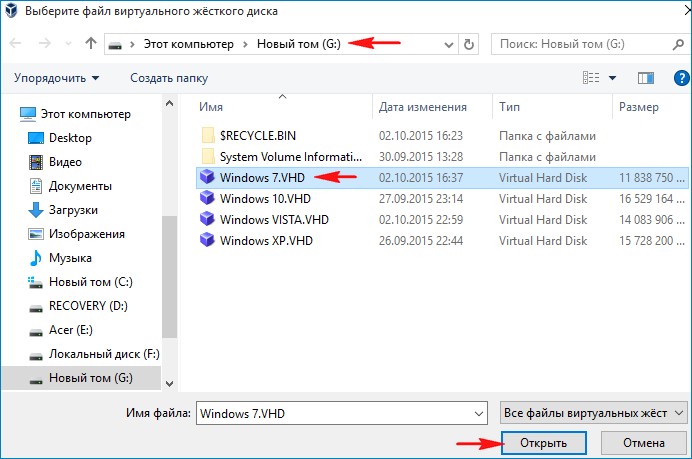 Выберите файл виртуального жёсткого диска
Этот компьютер Новый том (G:) Поиск: Новый том (G:)
Упорядочить Создать папку
Имя Дата изменения Тип Размер
Этот компьютер
Desktop
Видео
Документы
Загрузки
Изображения
Музыка
Новый том (C:)
RECOVERY (D:)
Acer (E:)
Локальный диск (F:)
Новый том (G:)
$RECYCLE.BIN 02.10.2015 16:23 Папка с файлами
System Volume Informati... 30.09.2015 13:28 Папка с файлами
Windows 7.VHD 02.10.2015 16:37 Virtual Hard Disk 11 838 750 ...
Windows 10.VHD 27.09.2015 23:14 Virtual Hard Disk 16 529 164 ...
Windows VISTA.VHD 02.10.2015 22:59 Virtual Hard Disk 14 083 906 ...
Windows XP.VHD 26.09.2015 22:44 Virtual Hard Disk 15 728 200 ...
Имя файла: Windows 7.VHD Все файлы виртуальных жёст
Открыть Отмена